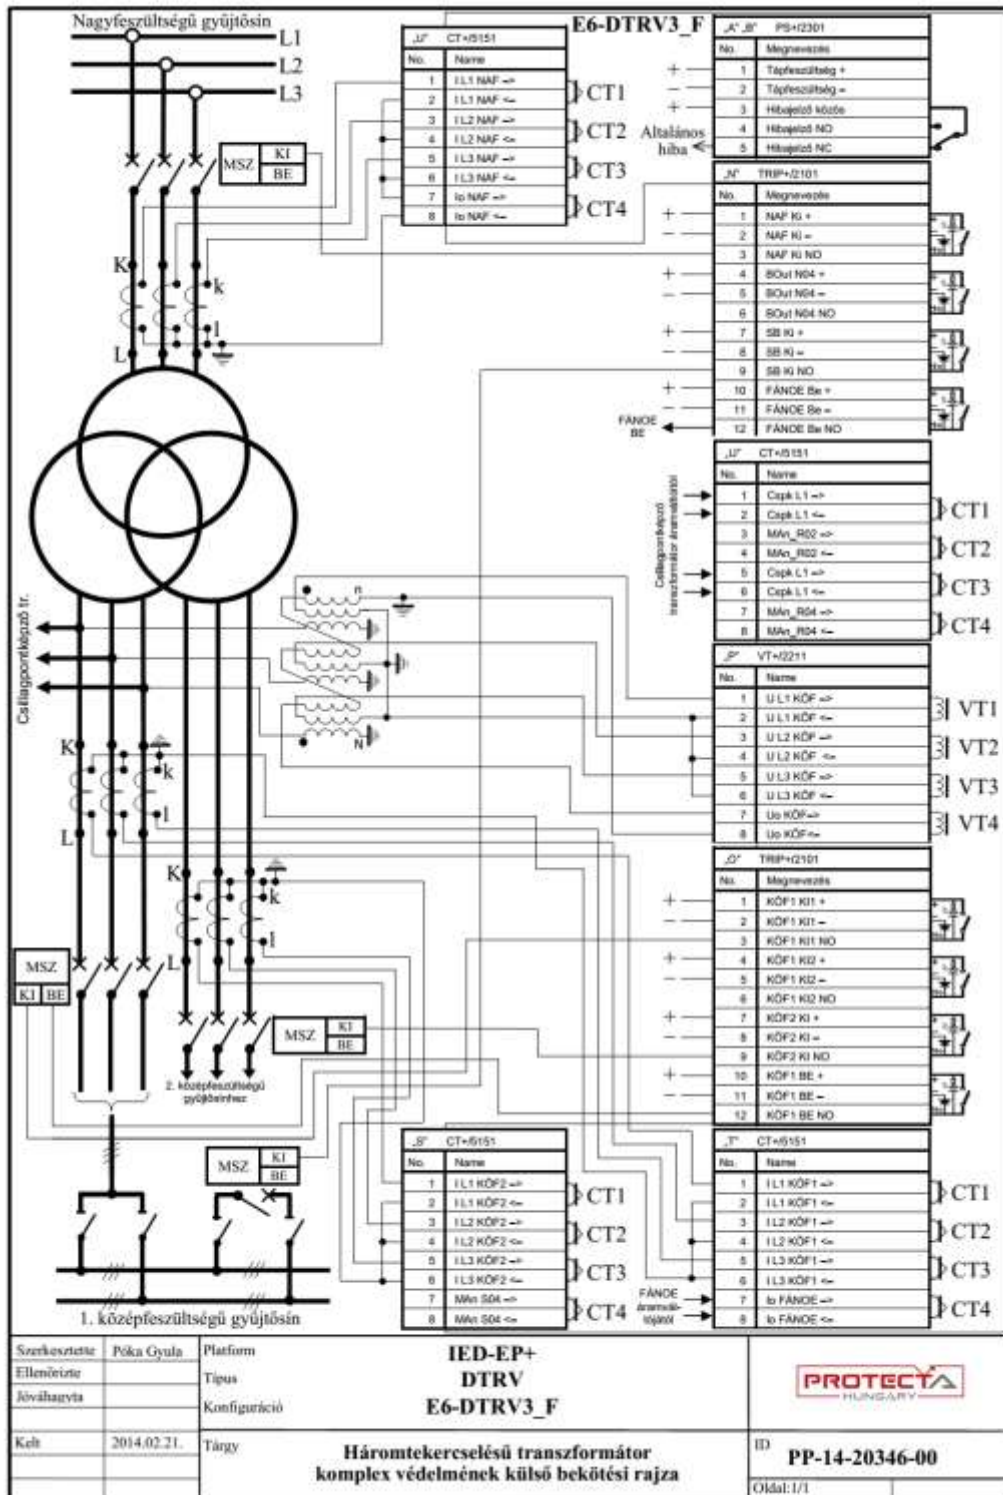 Nagyfeszültségű gyűjtősín
L1
L2
L3
E6-DTRV3_F
MSZ
KI
BE
K
k
l
L
„U" CT+/5151
No. Name
1 I L1 NAF –>
2 I L1 NAF <–
3 I L2 NAF –>
4 I L2 NAF <–
5 I L3 NAF –>
6 I L3 NAF <–
7 Io NAF –>
8 Io NAF <–
CT1
CT2
CT3
CT4
„A" „B" PS+/2301
No. Megnevezés
+ 1 Tápfeszültség +
– 2 Tápfeszültség –
+ 3 Hibajelző közös
4 Hibajelző NO
5 Hibajelző NC
Általános
hiba
„N" TRIP+/2101
No. Megnevezés
+ 1 NAF Ki +
– 2 NAF Ki –
3 NAF Ki NO
+ 4 BOut N04 +
– 5 BOut N04 –
6 BOut N04 NO
+ 7 SB Ki +
– 8 SB Ki –
9 SB Ki NO
+ 10 FÁNOE Be +
– 11 FÁNOE Be –
12 FÁNOE Be NO
FÁNOE
BE
„U" CT+/5151
No. Name
1 Cspk L1 –>
2 Cspk L1 <–
3 MAn_R02 –>
4 MAn_R02 <–
5 Cspk L1 –>
6 Cspk L1 <–
7 MAn_R04 –>
8 MAn_R04 <–
CT1
CT2
CT3
CT4
Csillagpontképző
transzformátor áramváltóitól
Csillagpontképző tr.
n
N
„P" VT+/2211
No. Name
1 U L1 KÖF –>
2 U L1 KÖF <–
3 U L2 KÖF –>
4 U L2 KÖF <–
5 U L3 KÖF –>
6 U L3 KÖF <–
7 Uo KÖF–>
8 Uo KÖF<–
VT1
VT2
VT3
VT4
K
k
l
L
K
k
l
L
MSZ
KI BE
MSZ
KI
BE
2. középfeszültségű
gyűjtősínhez
„O" TRIP+/2101
No. Megnevezés
+ 1 KÖF1 KI1 +
– 2 KÖF1 KI1 –
3 KÖF1 KI1 NO
+ 4 KÖF1 KI2 +
– 5 KÖF1 KI2 –
6 KÖF1 KI2 NO
+ 7 KÖF2 KI +
– 8 KÖF2 KI –
9 KÖF2 KI NO
+ 10 KÖF1 BE +
– 11 KÖF1 BE –
12 KÖF1 BE NO
MSZ
KI
BE
1. középfeszültségű gyűjtősín
„S" CT+/5151
No. Name
1 I L1 KÖF2 –>
2 I L1 KÖF2 <–
3 I L2 KÖF2 –>
4 I L2 KÖF2 <–
5 I L3 KÖF2 –>
6 I L3 KÖF2 <–
7 MAn S04 –>
8 MAn S04 <–
CT1
CT2
CT3
CT4
„T" CT+/5151
No. Name
1 I L1 KÖF1 –>
2 I L1 KÖF1 <–
3 I L2 KÖF1 –>
4 I L2 KÖF1 <–
5 I L3 KÖF1 –>
6 I L3 KÖF1 <–
7 Io FÁNOE –>
8 Io FÁNOE <–
CT1
CT2
CT3
CT4
FÁNOE
áramvál-
tójától
Szerkesztette Póka Gyula
Ellenőrizte
Jóváhagyta
Kelt 2014.02.21.
Platform IED-EP+
Típus DTRV
Konfiguráció E6-DTRV3_F
Tárgy Háromtekercselésű transzformátor
komplex védelmének külső bekötési rajza
PROTECTA
HUNGARY
ID
PP-14-20346-00
Oldal:1/1